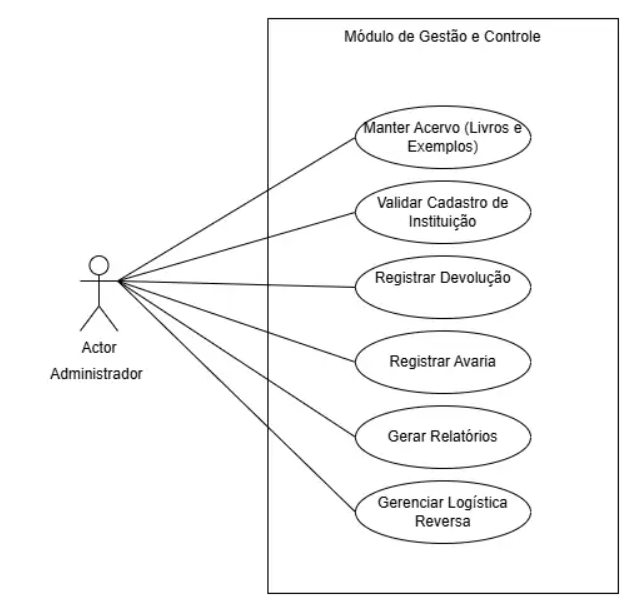 Módulo de Gestão e Controle
Manter Acervo (Livros e
Exemplos)
Validar Cadastro de
Instituição
Registrar Devolução
Registrar Avaria
Gerar Relatórios
Gerenciar Logística
Reversa
Actor
Administrador